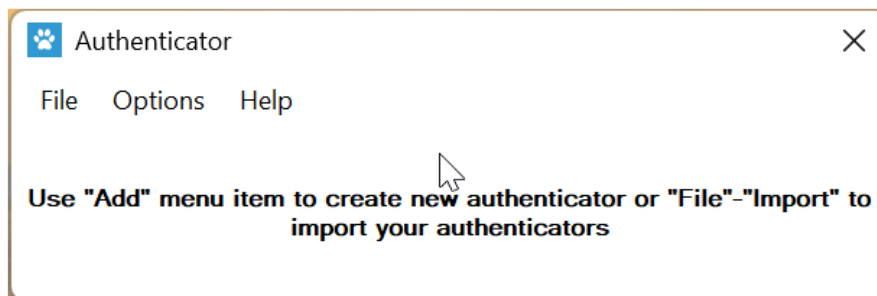 Authenticator
File Options Help
Use "Add" menu item to create new authenticator or "File"-"Import" to
import your authenticators